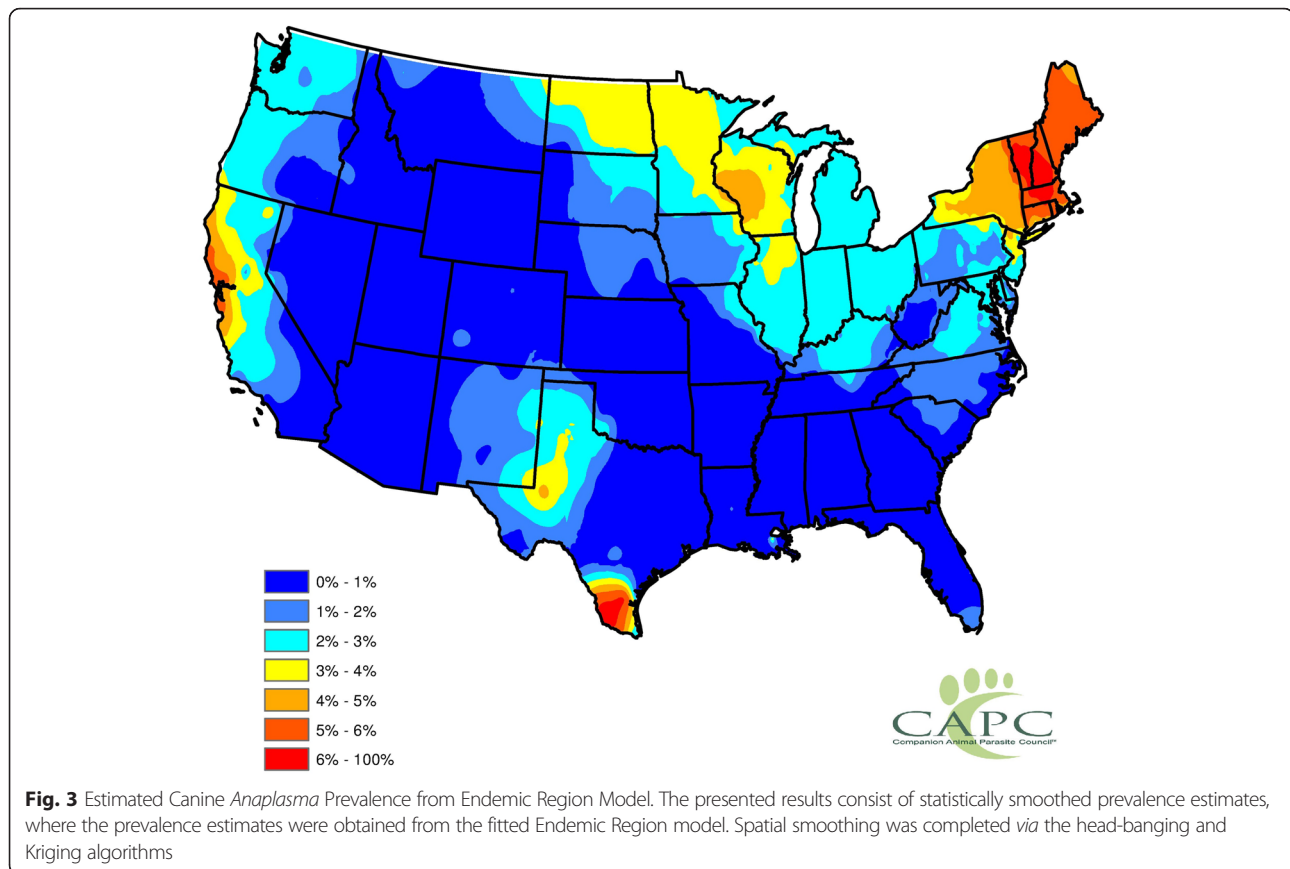 0% - 1%
1% - 2%
2% - 3%
3% - 4%
4% - 5%
5% - 6%
6% - 100%
CAPC
Companion Animal Parasite Council™
Fig. 3 Estimated Canine Anaplasma Prevalence from Endemic Region Model. The presented results consist of statistically smoothed prevalence estimates,
where the prevalence estimates were obtained from the fitted Endemic Region model. Spatial smoothing was completed via the head-banging and
Kriging algorithms